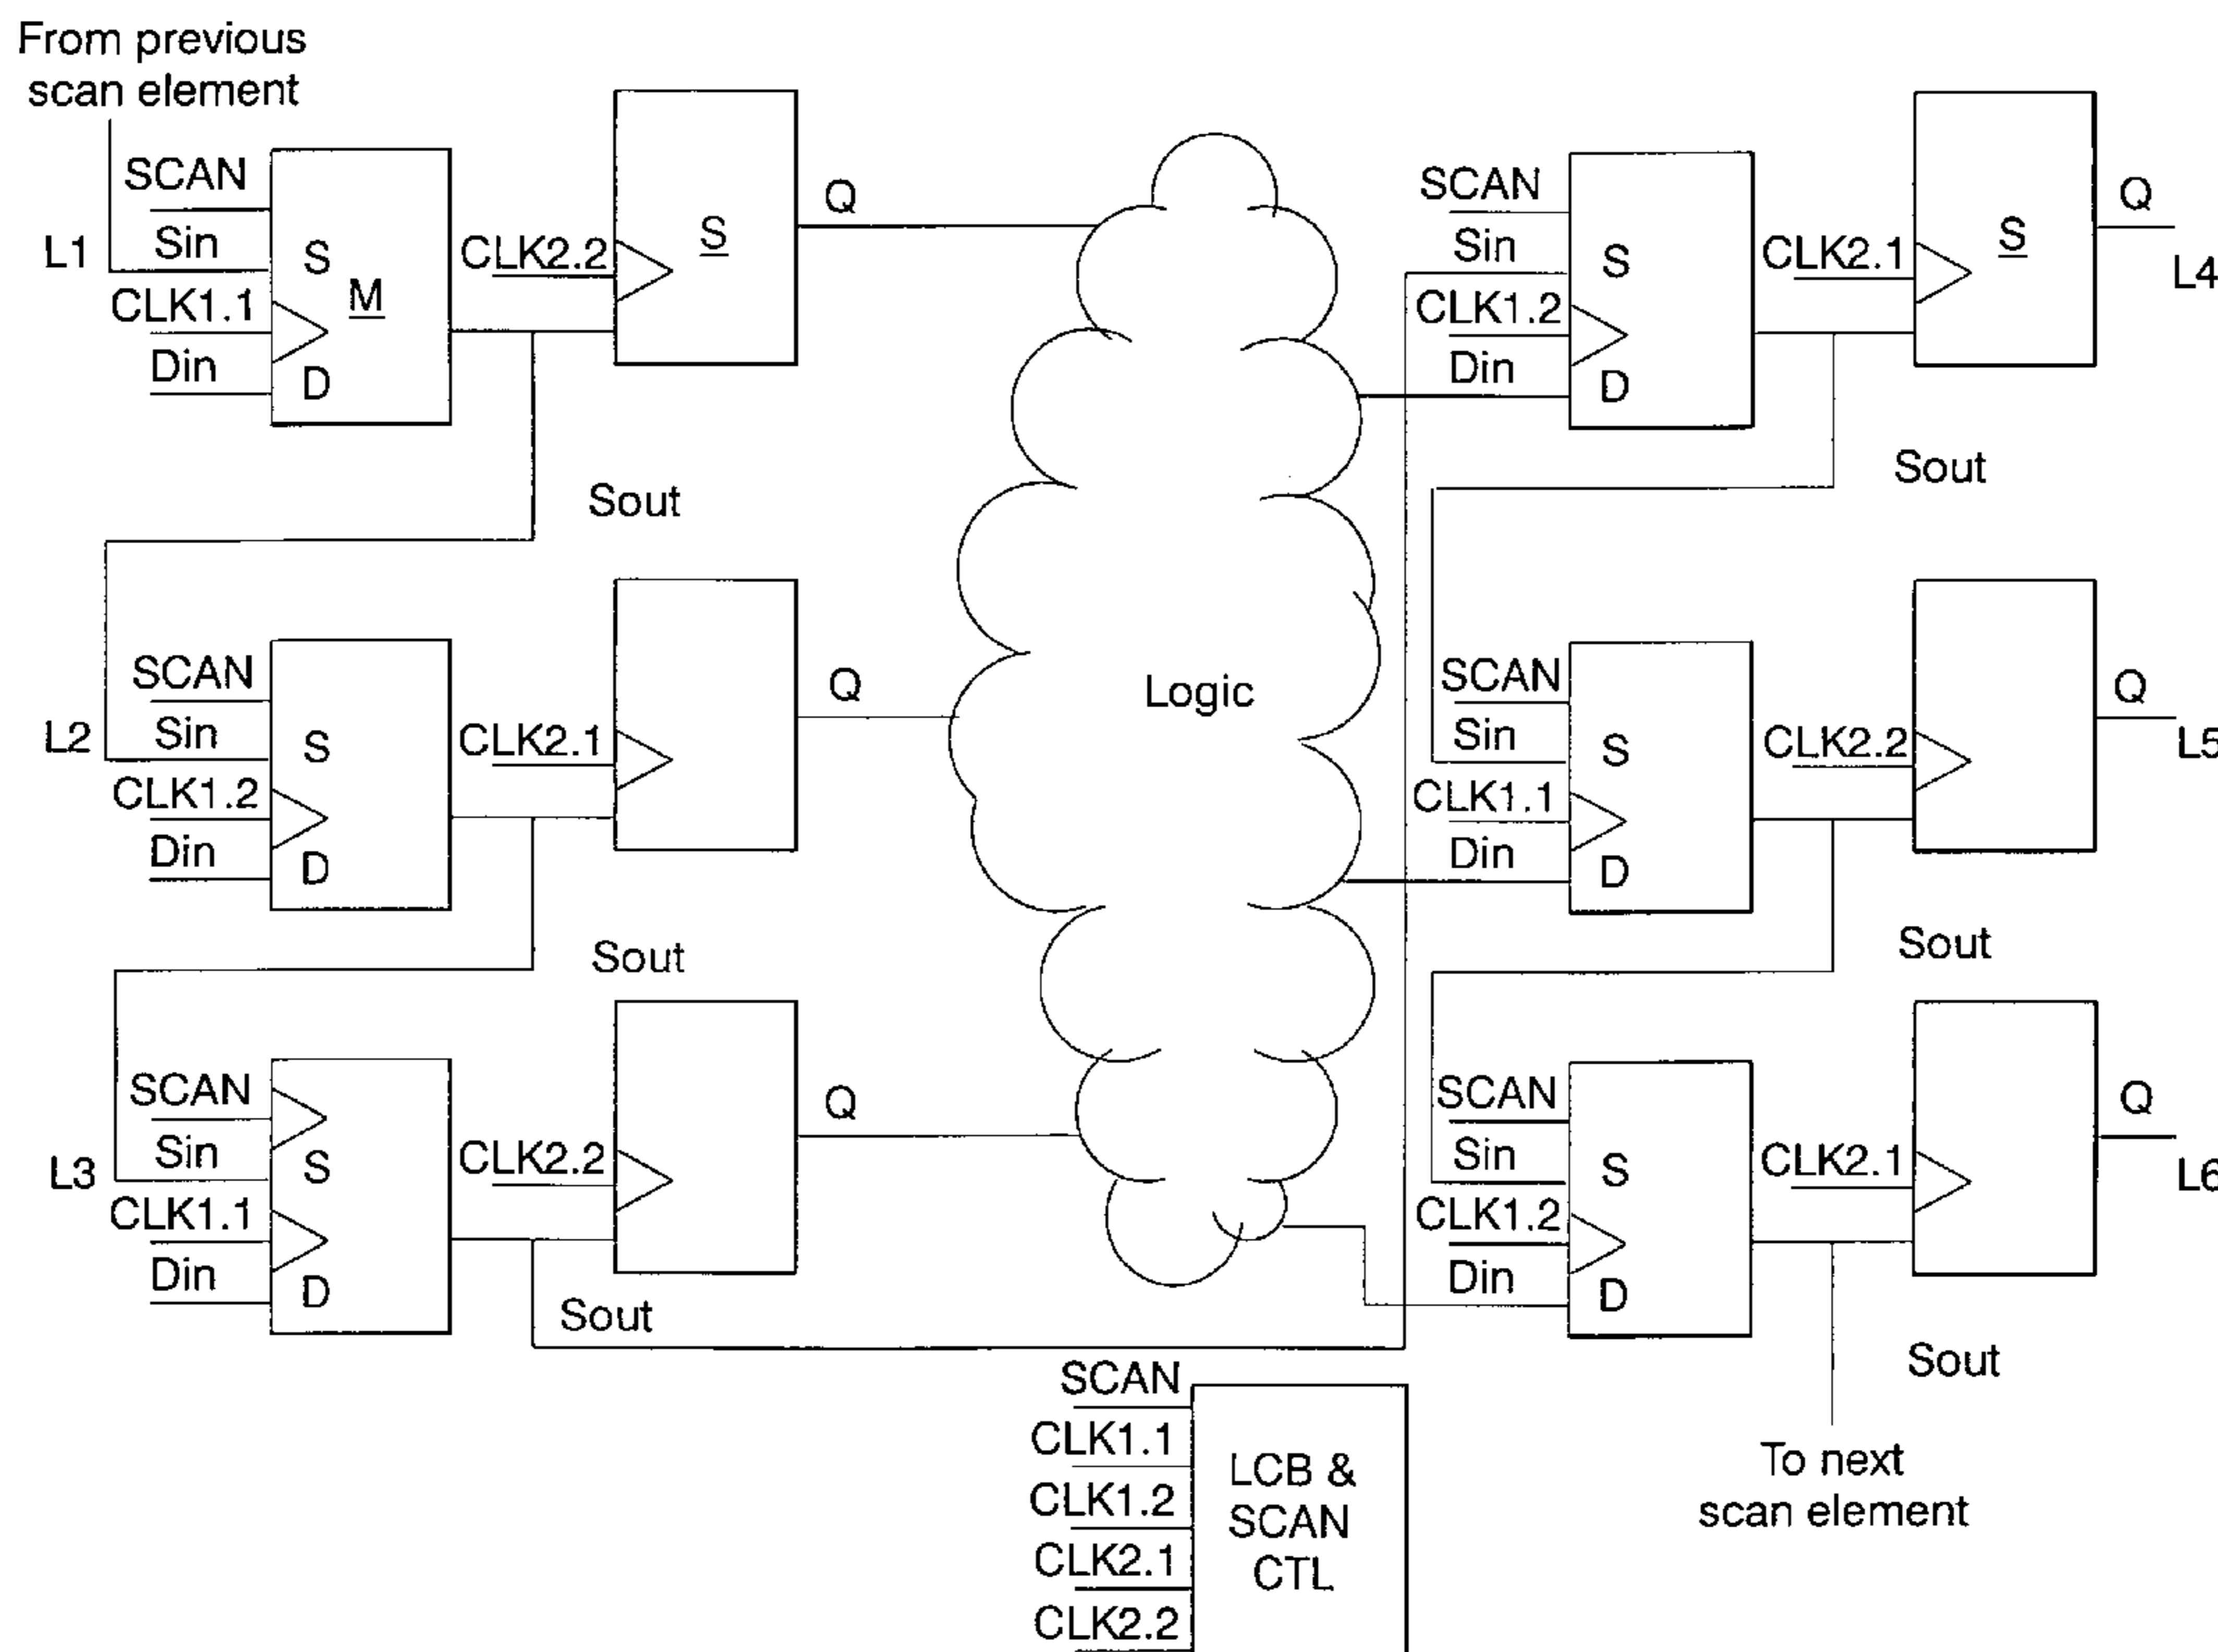 From previous
scan element
SCAN
Sin
L1
CLK1.1
Din
S
M
D
CLK2.2
S
Q
Sout
SCAN
Sin
L2
CLK1.2
Din
S
D
CLK2.1
Q
Sout
SCAN
Sin
L3
CLK1.1
Din
S
D
CLK2.2
Q
Sout
Logic
SCAN
Sin
CLK1.2
Din
S
D
CLK2.1
S
Q
L4
Sout
SCAN
Sin
CLK1.1
Din
S
D
CLK2.2
Q
L5
Sout
SCAN
Sin
CLK1.2
Din
S
D
CLK2.1
Q
L6
Sout
To next
scan element
SCAN
CLK1.1
CLK1.2
CLK2.1
CLK2.2
LCB &
SCAN
CTL